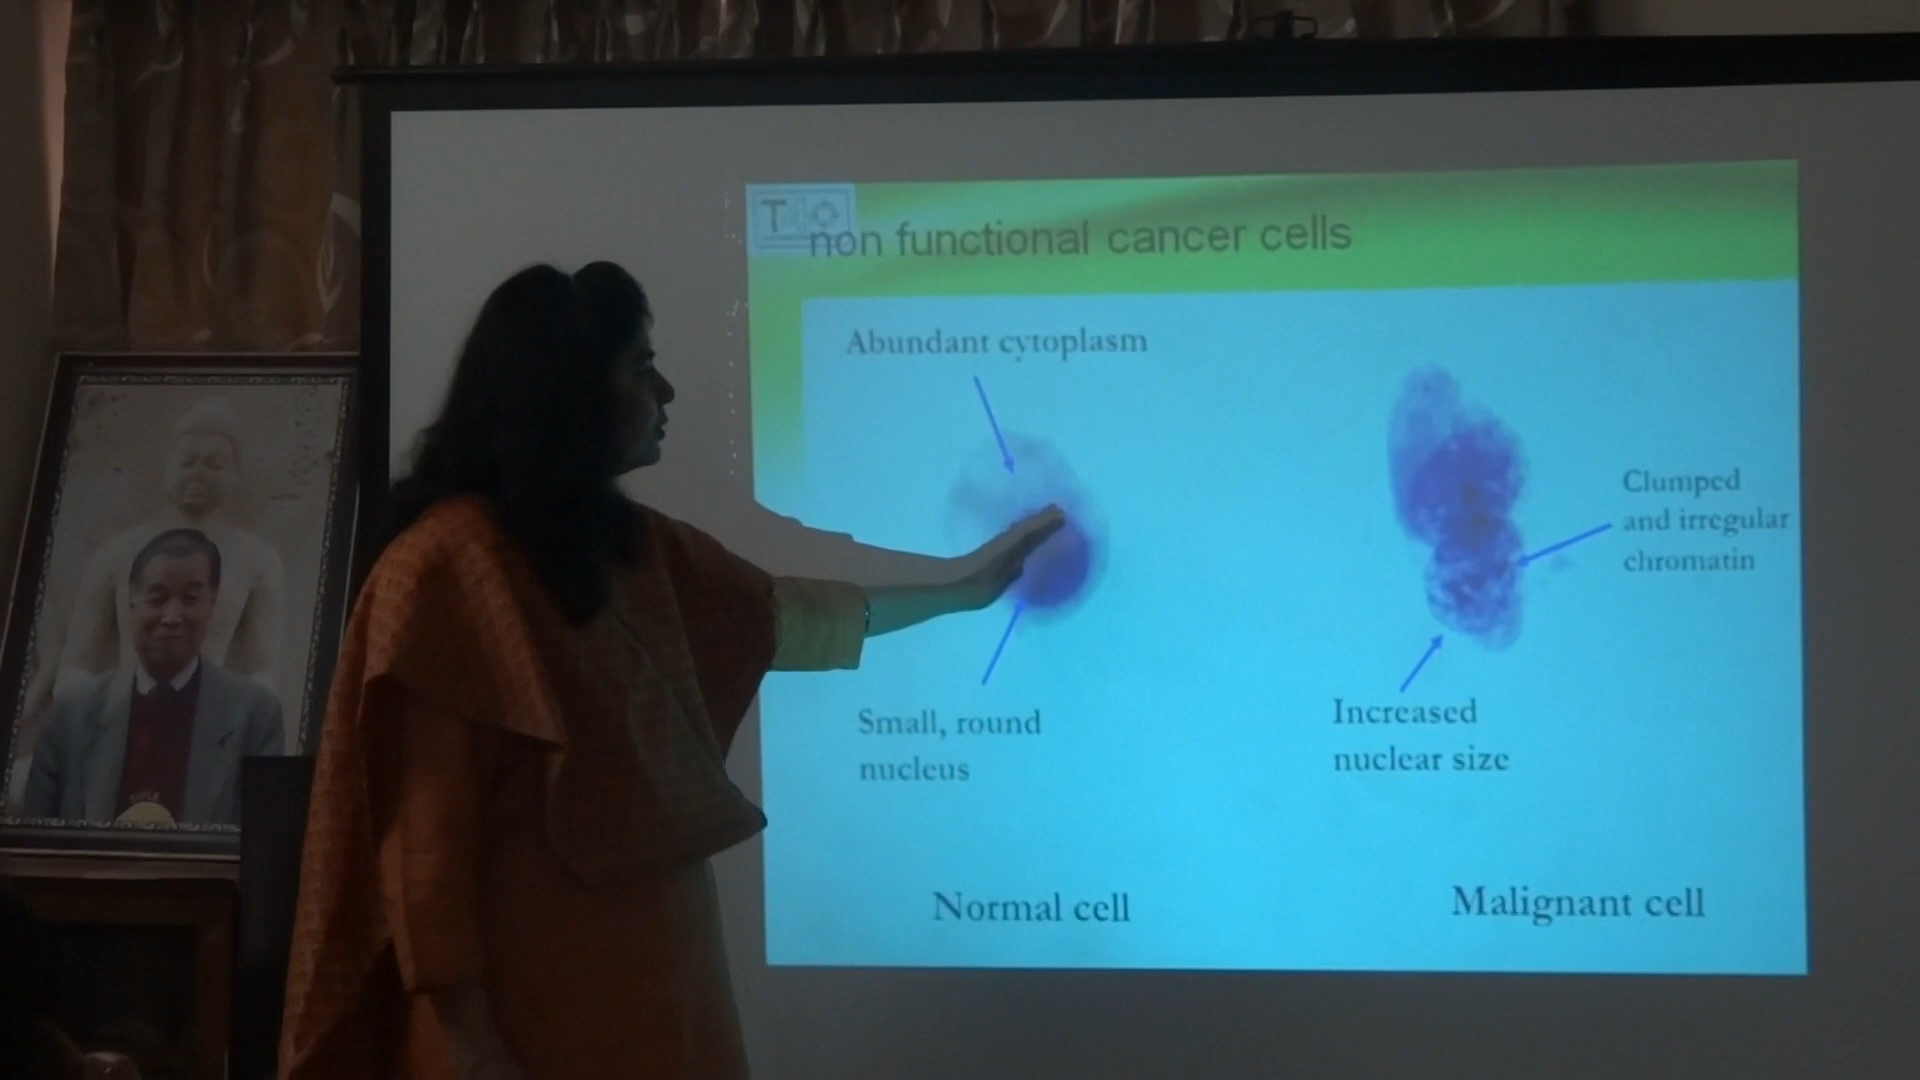 non functional cancer cells
Abundant cytoplasm
Small, round
nucleus
Normal cell
Clumped
and irregular
chromatin
Increased
nuclear size
Malignant cell